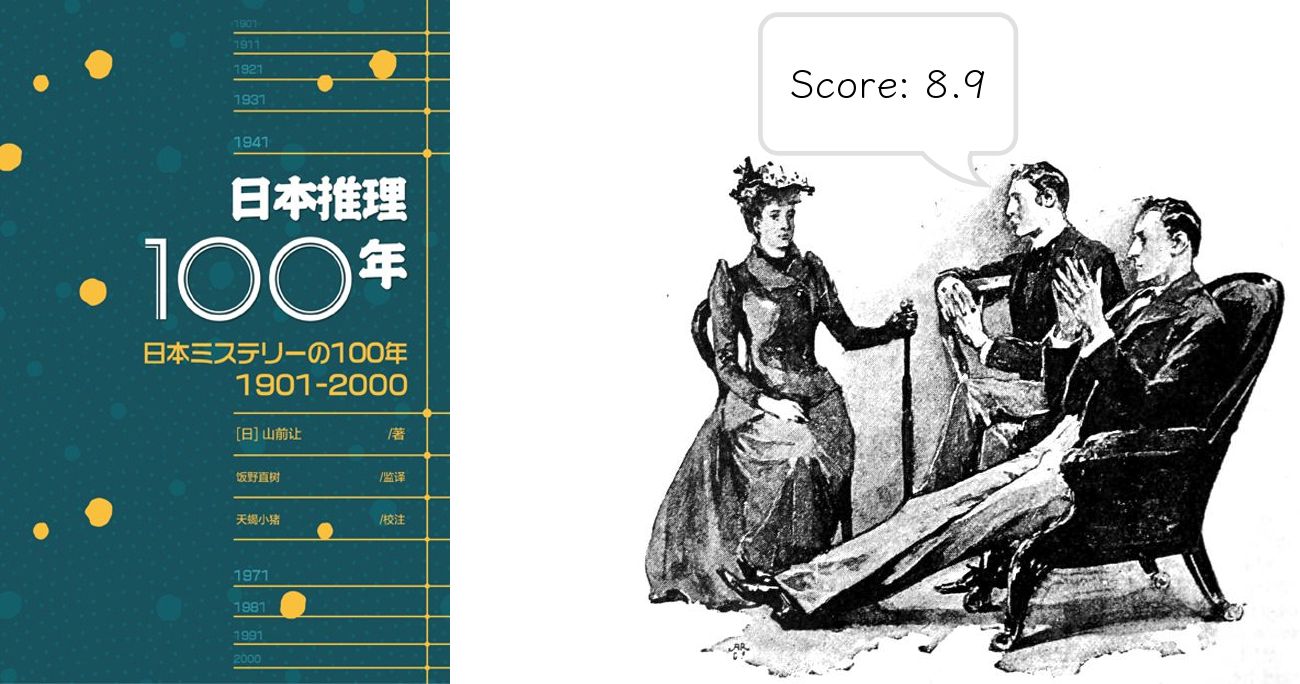 1901
1911
1921
1931
1941
日本推理
100年
日本ミステリーの100年
1901-2000
[日] 山前让 /著
饭野直树 /监译
天蝎小猪 /校注
1971
1981
1991
2000
Score: 8.9